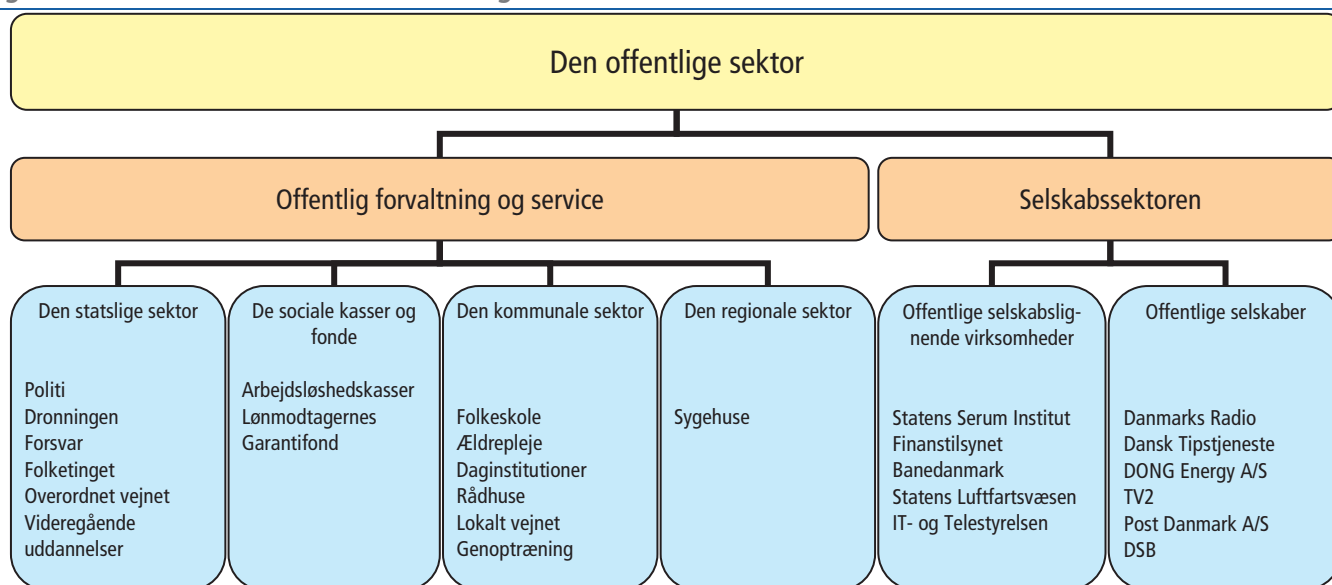 Den offentlige sektor
Offentlig forvaltning og service
Selskabssektoren
Den statslige sektor
Politi
Dronningen
Forsvar
Folketinget
Overordnet vejnet
Videregående
uddannelser
De sociale kasser og
fonde
Arbejdsløshedskasser
Lønmodtagernes
Garantifond
Den kommunale sektor
Folkeskole
Ældrepleje
Daginstitutioner
Rådhuse
Lokalt vejnet
Genoptræning
Den regionale sektor
Sygehuse
Offentlige selskabslig-
nende virksomheder
Statens Serum Institut
Finanstilsynet
Banedanmark
Statens Luftfartsvæsen
IT- og Telestyrelsen
Offentlige selskaber
Danmarks Radio
Dansk Tipstjeneste
DONG Energy A/S
TV2
Post Danmark A/S
DSB